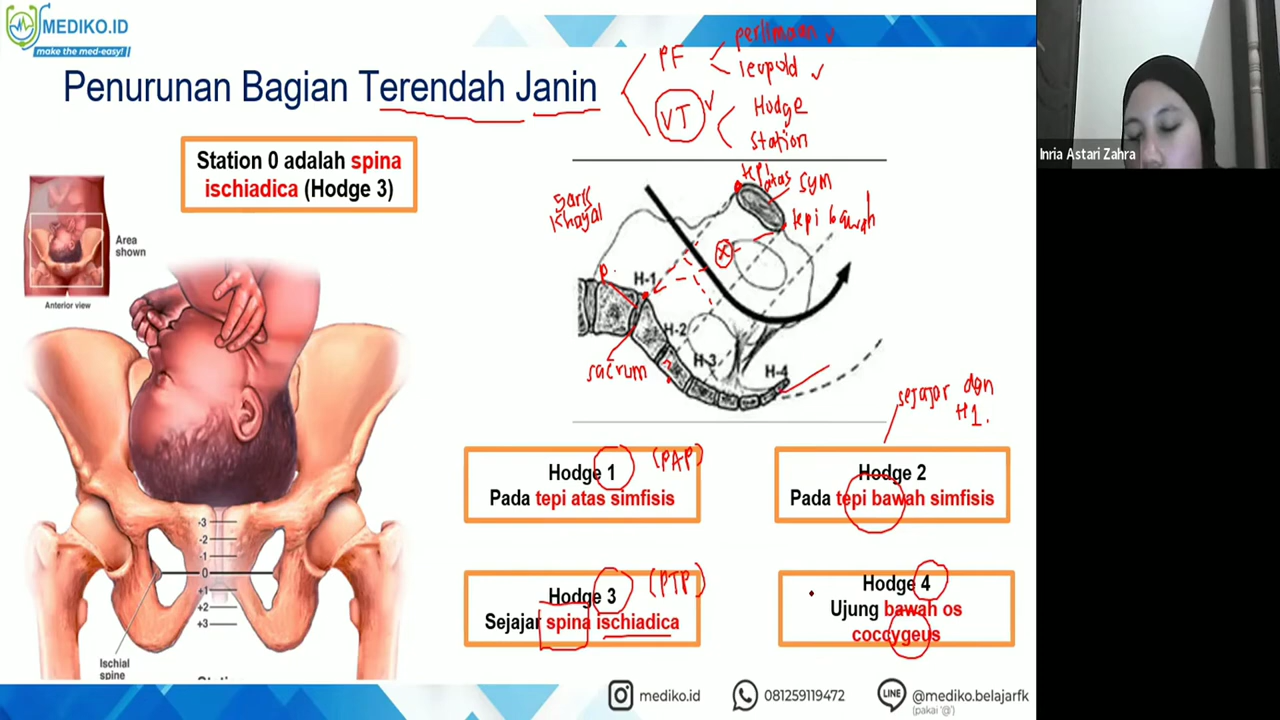 MEDIKO.ID
make the med-easy!
Penurunan Bagian Terendah Janin
PF
perlimaan
leopold
VT
Hodge
station
Station 0 adalah spina
ischiadica (Hodge 3)
Area
shown
Anterior view
Garis
khayal
tepi
atas
sym
tepi bawah
P.
H-1
H-2
H-3
H-4
sacrum
sejajar dgn
H1.
Hodge 1
(PAP)
Pada tepi atas simfisis
Hodge 2
Pada tepi bawah simfisis
Hodge 3
(PTP)
Sejajar spina ischiadica
Hodge 4
Ujung bawah os
coccygeus
-3
-2
-1
0
+1
+2
+3
Ischial
spine
mediko.id
081259119472
LINE
@mediko.belajarfk
(pakai '@')
Inria Astari Zahra